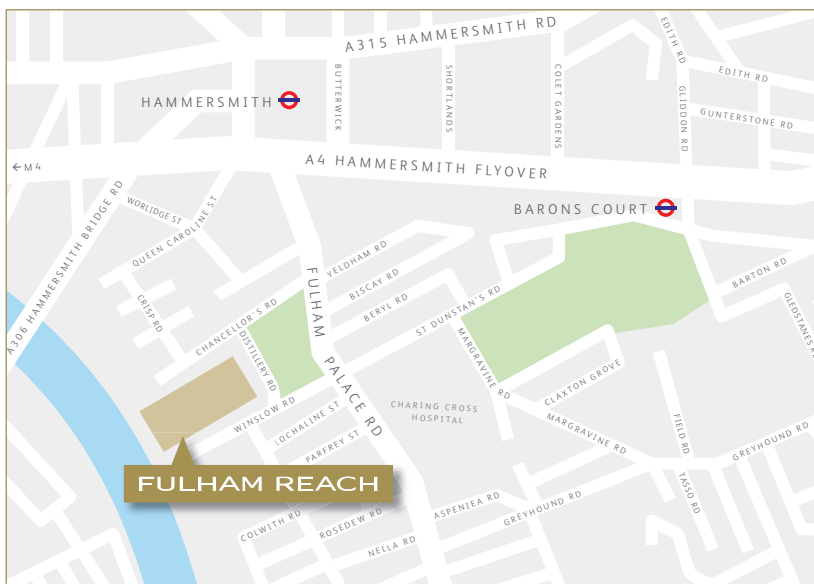 A315 HAMMERSMITH RD
EDITH RD
EDITH RD
BUTTERWICK
SHORTLANDS
COLET GARDENS
GLIDDON RD
GUNTERSTONE RD
HAMMERSMITH
←M4
A4 HAMMERSMITH FLYOVER
A306 HAMMERSMITH BRIDGE RD
WORLIDGE ST
QUEEN CAROLINE ST
BARONS COURT
FULHAM PALACE RD
YELDHAM RD
BISCAY RD
BERYL RD
ST DUNSTAN'S RD
BARTON RD
GLEDSTANES R
CRISP RD
CHANCELLOR'S RD
DISTILLERY RD
MARGRAVINE RD
CLAXTON GROVE
WINSLOW RD
LOCHALINE ST
PARFREY ST
CHARING CROSS
HOSPITAL
MARGRAVINE RD
FIELD RD
GREYHOUND RD
TASSO RD
FULHAM REACH
COLWITH RD
ROSEDEW RD
NELLA RD
ASPENIEA RD
GREYHOUND RD